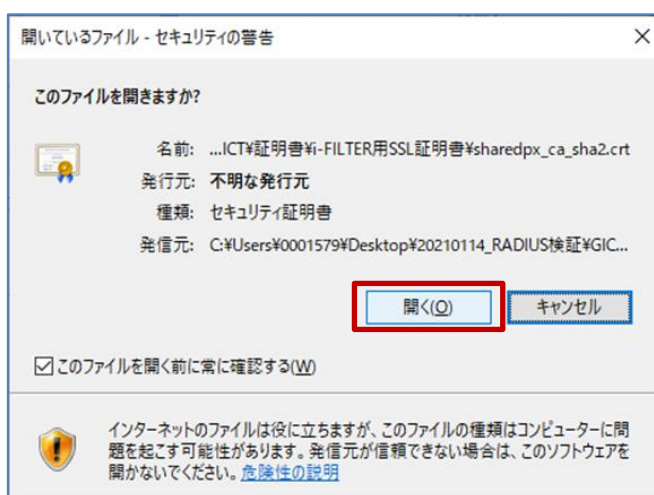 開いているファイル - セキュリティの警告
このファイルを開きますか?
名前: ...ICT¥証明書¥i-FILTER用SSL証明書¥sharedpx_ca_sha2.crt
発行元: 不明な発行元
種類: セキュリティ証明書
発信元: C:¥Users¥0001579¥Desktop¥20210114_RADIUS検証¥GIC...
開く(O) キャンセル
このファイルを開く前に常に確認する(W)
インターネットのファイルは役に立ちますが、このファイルの種類はコンピューターに問
題を起こす可能性があります。発信元が信頼できない場合は、このソフトウェアを
開かないでください。危険性の説明